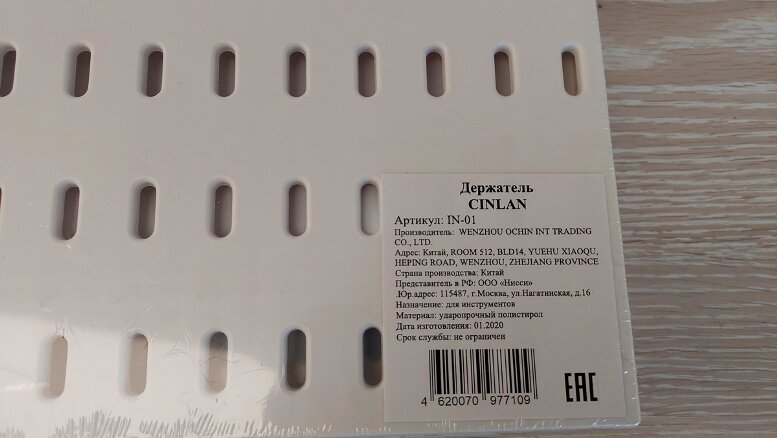 Держатель
CINLAN
Артикул: IN-01
Производитель: WENZHOU OCHIN INT TRADING
CO., LTD.
Адрес: Китай, ROOM 512, BLD14, YUEHU XIAOQU,
HEPING ROAD, WENZHOU, ZHEJIANG PROVINCE
Страна производства: Китай
Представитель в РФ: ООО «Нисси»
.Юр.адрес: 115487, г.Москва, ул.Нагатинская, д.16
Назначение: для инструментов
Материал: ударопрочный полистирол
Дата изготовления: 01.2020
Срок службы: не ограничен
4 620070 977109
EAC